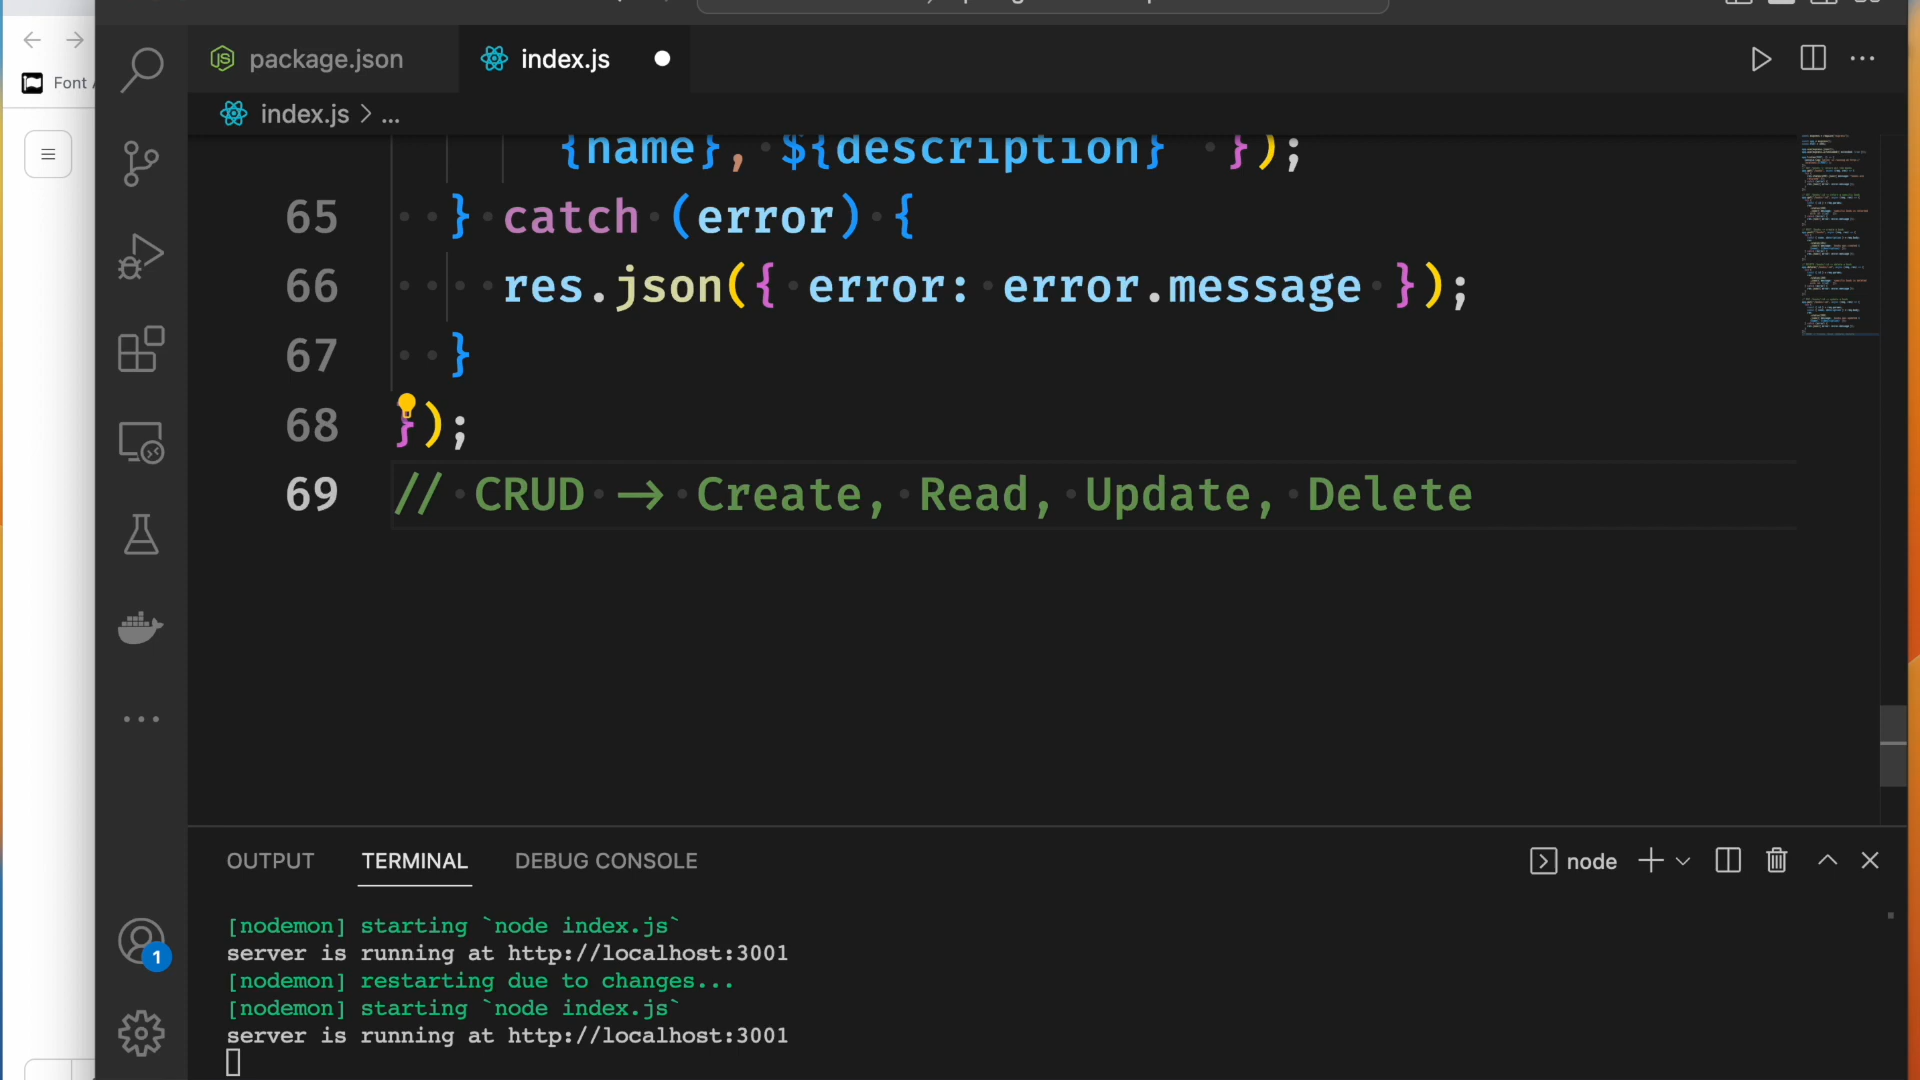 Font
package.json
index.js
index.js > ...
{name}, ${description} });
65 } catch (error) {
66 res.json({ error: error.message });
67 }
68 });
69 // CRUD -> Create, Read, Update, Delete
OUTPUT TERMINAL DEBUG CONSOLE
node
[nodemon] starting `node index.js`
server is running at http://localhost:3001
[nodemon] restarting due to changes...
[nodemon] starting `node index.js`
server is running at http://localhost:3001
1